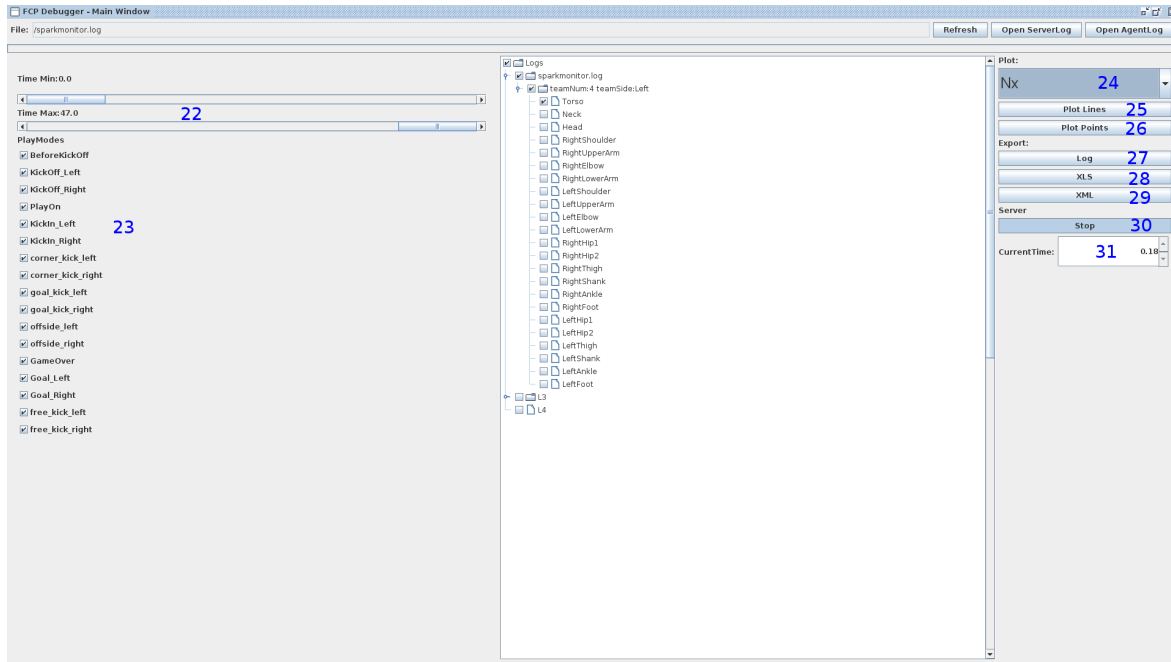 FCP Debugger - Main Window
File: /sparkmonitor.log Refresh Open ServerLog Open AgentLog
Time Min:0.0
Time Max:47.0 22
PlayModes
BeforeKickOff
KickOff_Left
KickOff_Right
PlayOn
KickIn_Left 23
KickIn_Right
corner_kick_left
corner_kick_right
goal_kick_left
goal_kick_right
offside_left
offside_right
GameOver
Goal_Left
Goal_Right
free_kick_left
free_kick_right
Logs
sparkmonitor.log
teamNum:4 teamSide:Left
Torso
Neck
Head
RightShoulder
RightUpperArm
RightElbow
RightLowerArm
LeftShoulder
LeftUpperArm
LeftElbow
LeftLowerArm
RightHip1
RightHip2
RightThigh
RightShank
RightAnkle
RightFoot
LeftHip1
LeftHip2
LeftThigh
LeftShank
LeftAnkle
LeftFoot
L3
L4
Plot:
Nx 24
Plot Lines 25
Plot Points 26
Export:
Log 27
XLS 28
XML 29
Server
Stop 30
CurrentTime: 31 0.18